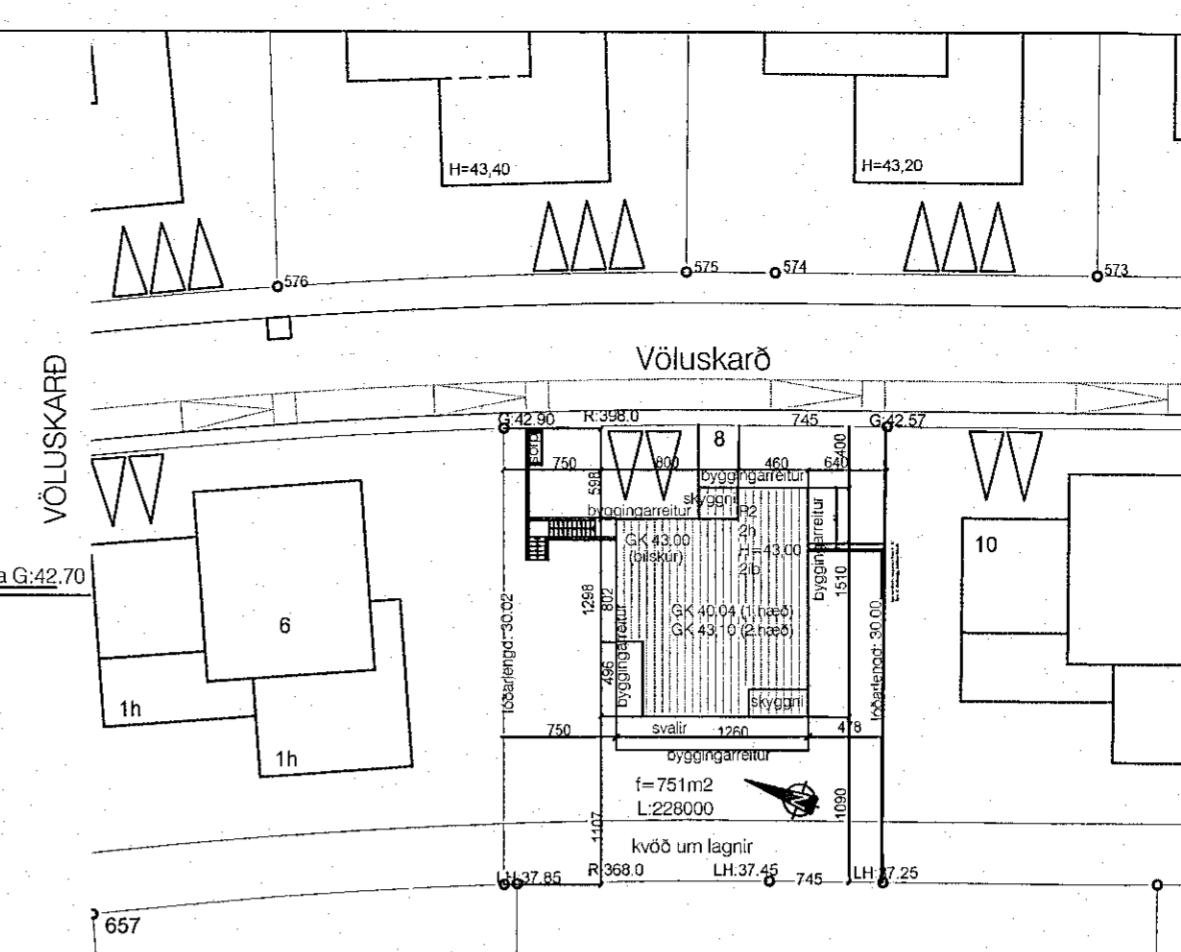 H=43,40
H=43,20
576
575
574
573
VÖLUSKARÐ
Völuskarð
G:42.90
R:398.0
745
G:42.57
sorp
8
400
750
800
460
640
598
byggingarreitur
skyggni
byggingarreitur
R2
2h
H=43,00
2íb
GK 43,00
(bílskúr)
byggingarreitur
10
a G:42.70
1298
802
1510
6
GK 40,04 (1.hæð)
GK 43,10 (2.hæð)
lóðarlengd: 30.02
byggingarreitur
lóðarlengd: 30.00
496
1h
skyggni
750
svalir
1260
478
1h
byggingarreitur
f=751m2
L:228000
1090
1107
kvöð um lagnir
LH:37.85
R:368.0
LH:37.45
745
LH:37.25
657